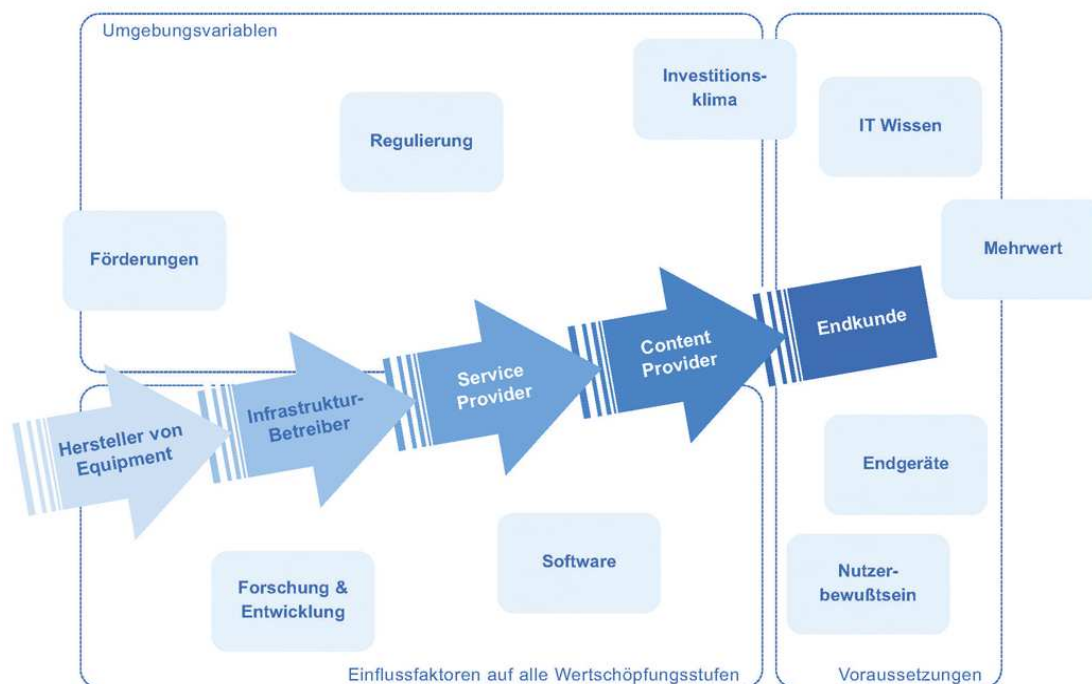 Umgebungsvariablen
Investitions-
klima
IT Wissen
Regulierung
Förderungen
Mehrwert
Endkunde
Content
Provider
Service
Provider
Infrastruktur-
Betreiber
Hersteller von
Equipment
Endgeräte
Software
Nutzer-
bewußtsein
Forschung &
Entwicklung
Einflussfaktoren auf alle Wertschöpfungsstufen
Voraussetzungen